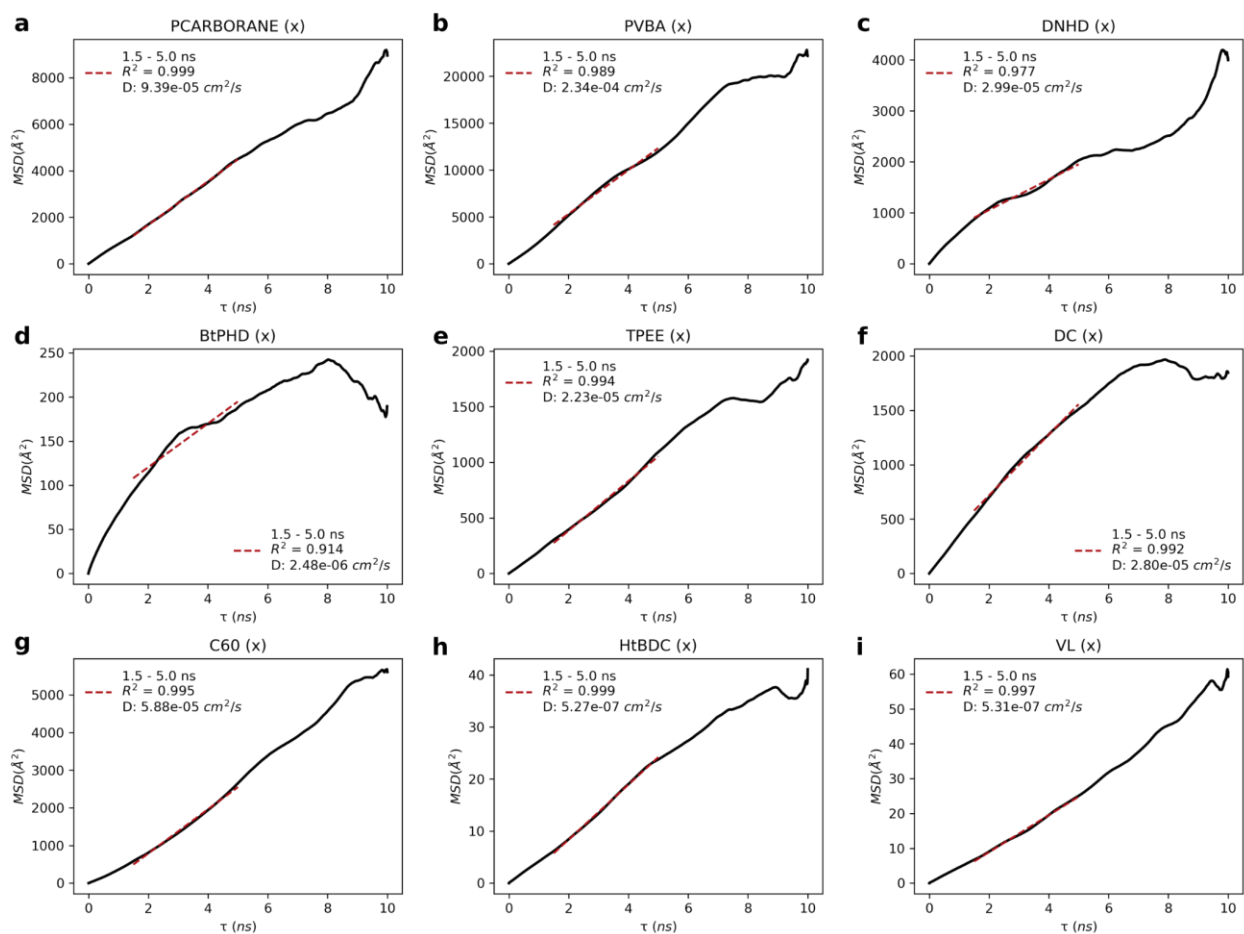 a
PCARBORANE (x)
1.5 - 5.0 ns
R² = 0.999
D: 9.39e-05 cm²/s
8000
6000
4000
2000
0
MSD(Å²)
0 2 4 6 8 10
τ (ns)
b
PVBA (x)
1.5 - 5.0 ns
R² = 0.989
D: 2.34e-04 cm²/s
20000
15000
10000
5000
0
MSD(Å²)
0 2 4 6 8 10
τ (ns)
c
DNHD (x)
1.5 - 5.0 ns
R² = 0.977
D: 2.99e-05 cm²/s
4000
3000
2000
1000
0
MSD(Å²)
0 2 4 6 8 10
τ (ns)
d
BtPHD (x)
250
200
150
100
50
0
MSD(Å²)
1.5 - 5.0 ns
R² = 0.914
D: 2.48e-06 cm²/s
0 2 4 6 8 10
τ (ns)
e
TPEE (x)
1.5 - 5.0 ns
R² = 0.994
D: 2.23e-05 cm²/s
2000
1500
1000
500
0
MSD(Å²)
0 2 4 6 8 10
τ (ns)
f
DC (x)
2000
1500
1000
500
0
MSD(Å²)
1.5 - 5.0 ns
R² = 0.992
D: 2.80e-05 cm²/s
0 2 4 6 8 10
τ (ns)
g
C60 (x)
1.5 - 5.0 ns
R² = 0.995
D: 5.88e-05 cm²/s
5000
4000
3000
2000
1000
0
MSD(Å²)
0 2 4 6 8 10
τ (ns)
h
HtBDC (x)
1.5 - 5.0 ns
R² = 0.999
D: 5.27e-07 cm²/s
40
30
20
10
0
MSD(Å²)
0 2 4 6 8 10
τ (ns)
i
VL (x)
1.5 - 5.0 ns
R² = 0.997
D: 5.31e-07 cm²/s
60
50
40
30
20
10
0
MSD(Å²)
0 2 4 6 8 10
τ (ns)